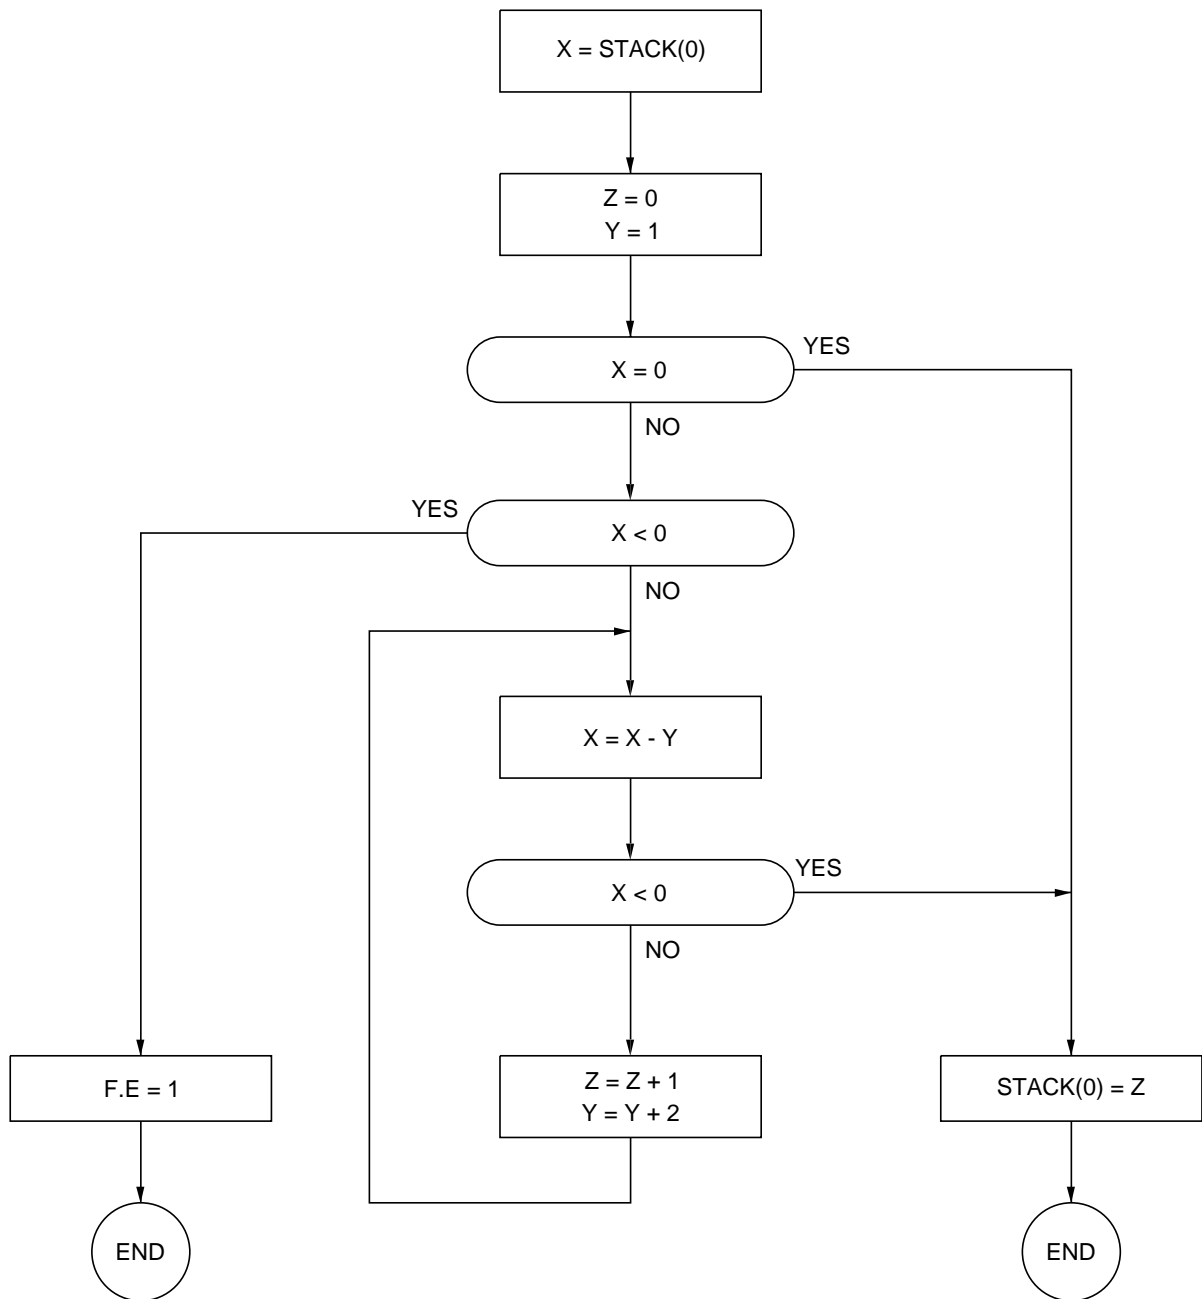 X = STACK(0)
Z = 0
Y = 1
X = 0
YES
NO
YES
X < 0
NO
X = X - Y
X < 0
YES
NO
F.E = 1
Z = Z + 1
Y = Y + 2
STACK(0) = Z
END
END